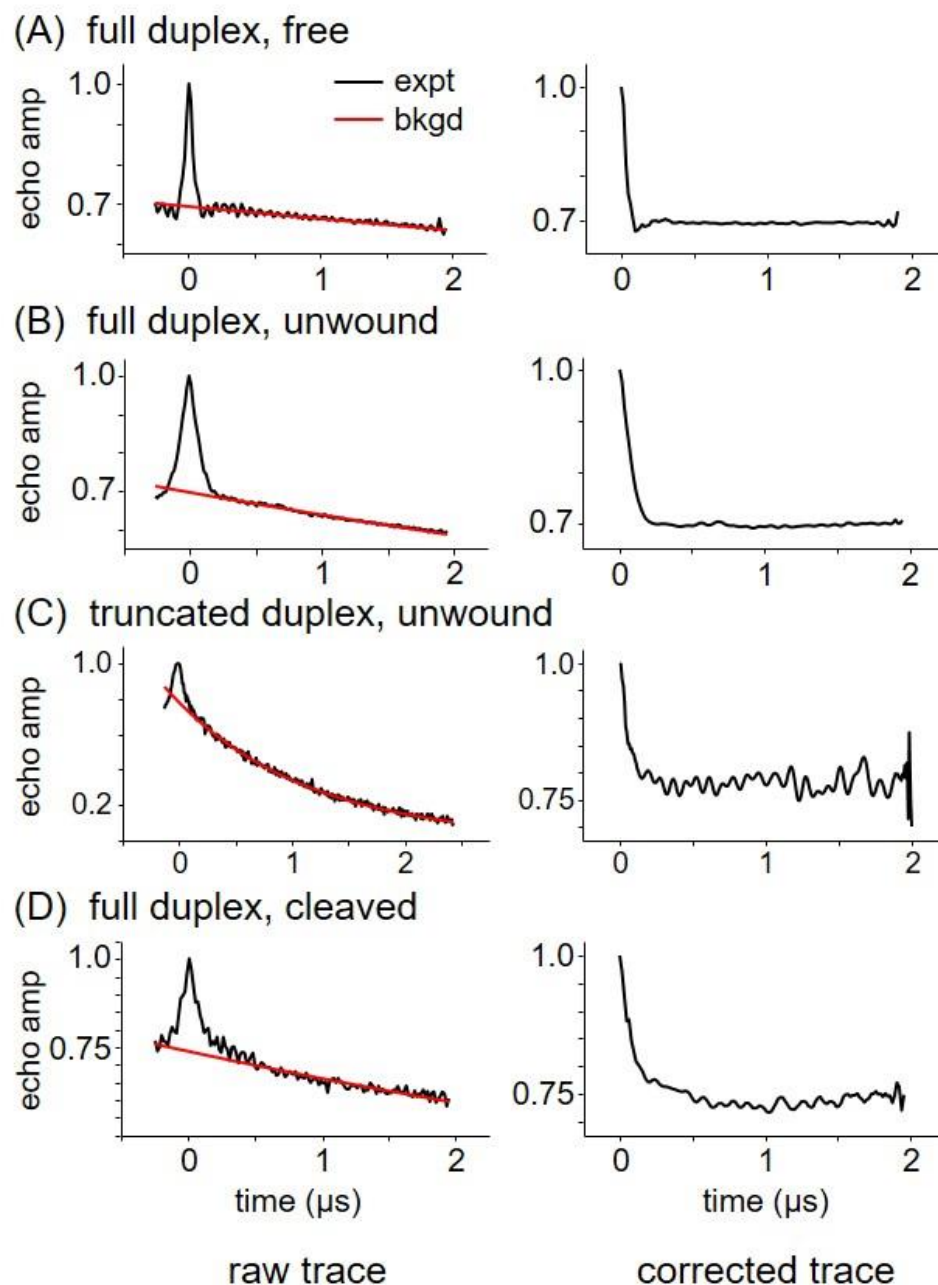 (A) full duplex, free
1.0
0.7
echo amp
expt
bkgd
0 1 2
1.0
0.7
0 1 2
(B) full duplex, unwound
1.0
0.7
echo amp
0 1 2
1.0
0.7
0 1 2
(C) truncated duplex, unwound
1.0
0.2
echo amp
0 1 2
1.0
0.75
0 1 2
(D) full duplex, cleaved
1.0
0.75
echo amp
0 1 2
time (µs)
1.0
0.75
0 1 2
time (µs)
raw trace
corrected trace